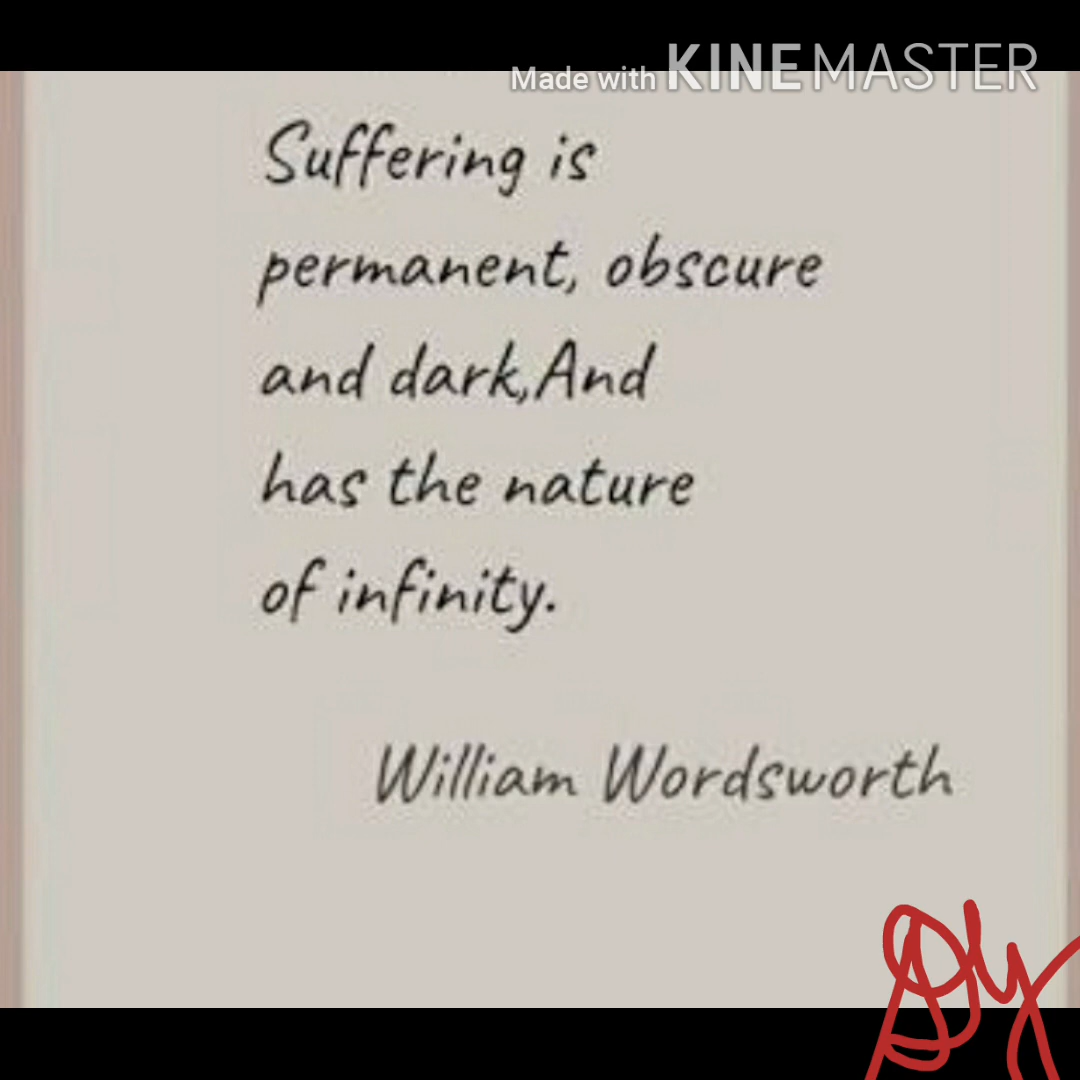 Made with KINEMASTER
Suffering is
permanent, obscure
and dark,And
has the nature
of infinity.
William Wordsworth